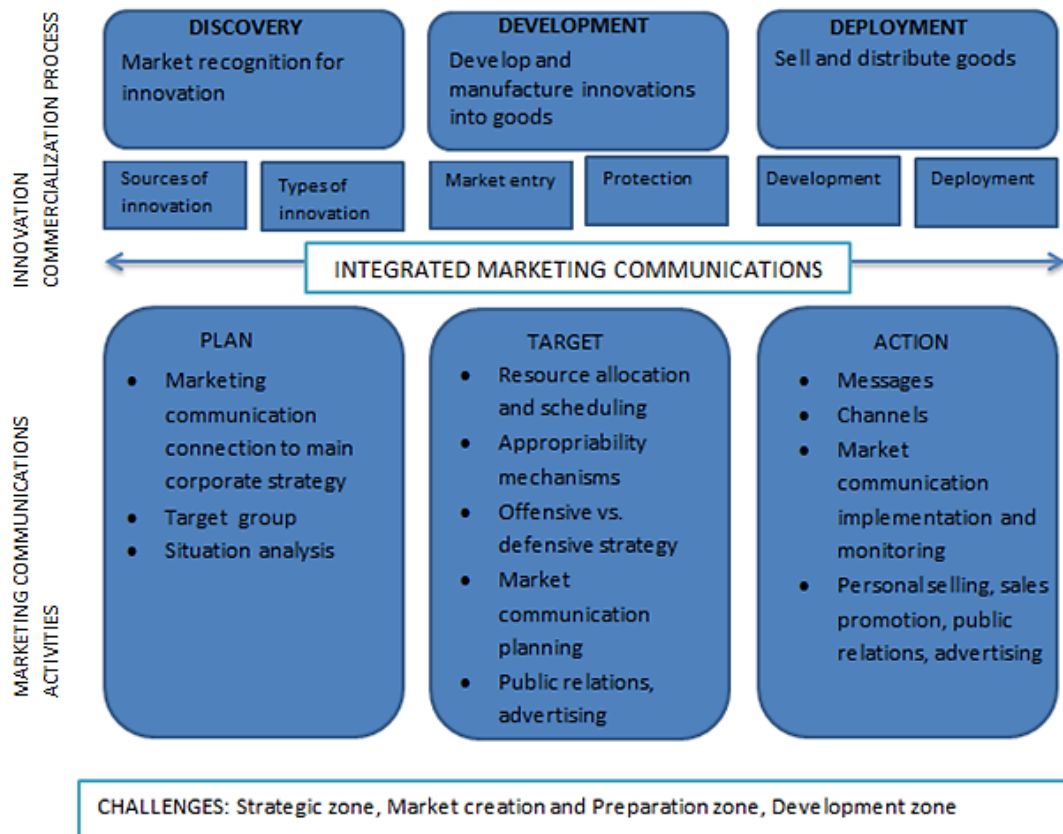 INNOVATION
COMMERCIALIZATION PROCESS
DISCOVERY
Market recognition for
innovation
DEVELOPMENT
Develop and
manufacture innovations
into goods
DEPLOYMENT
Sell and distribute goods
Sources of
innovation
Types of
innovation
Market entry
Protection
Development
Deployment
INTEGRATED MARKETING COMMUNICATIONS
MARKETING COMMUNICATIONS
ACTIVITIES
PLAN
• Marketing
communication
connection to main
corporate strategy
• Target group
• Situation analysis
TARGET
• Resource allocation
and scheduling
• Appropriability
mechanisms
• Offensive vs.
defensive strategy
• Market
communication
planning
• Public relations,
advertising
ACTION
• Messages
• Channels
• Market
communication
implementation and
monitoring
• Personal selling, sales
promotion, public
relations, advertising
CHALLENGES: Strategic zone, Market creation and Preparation zone, Development zone